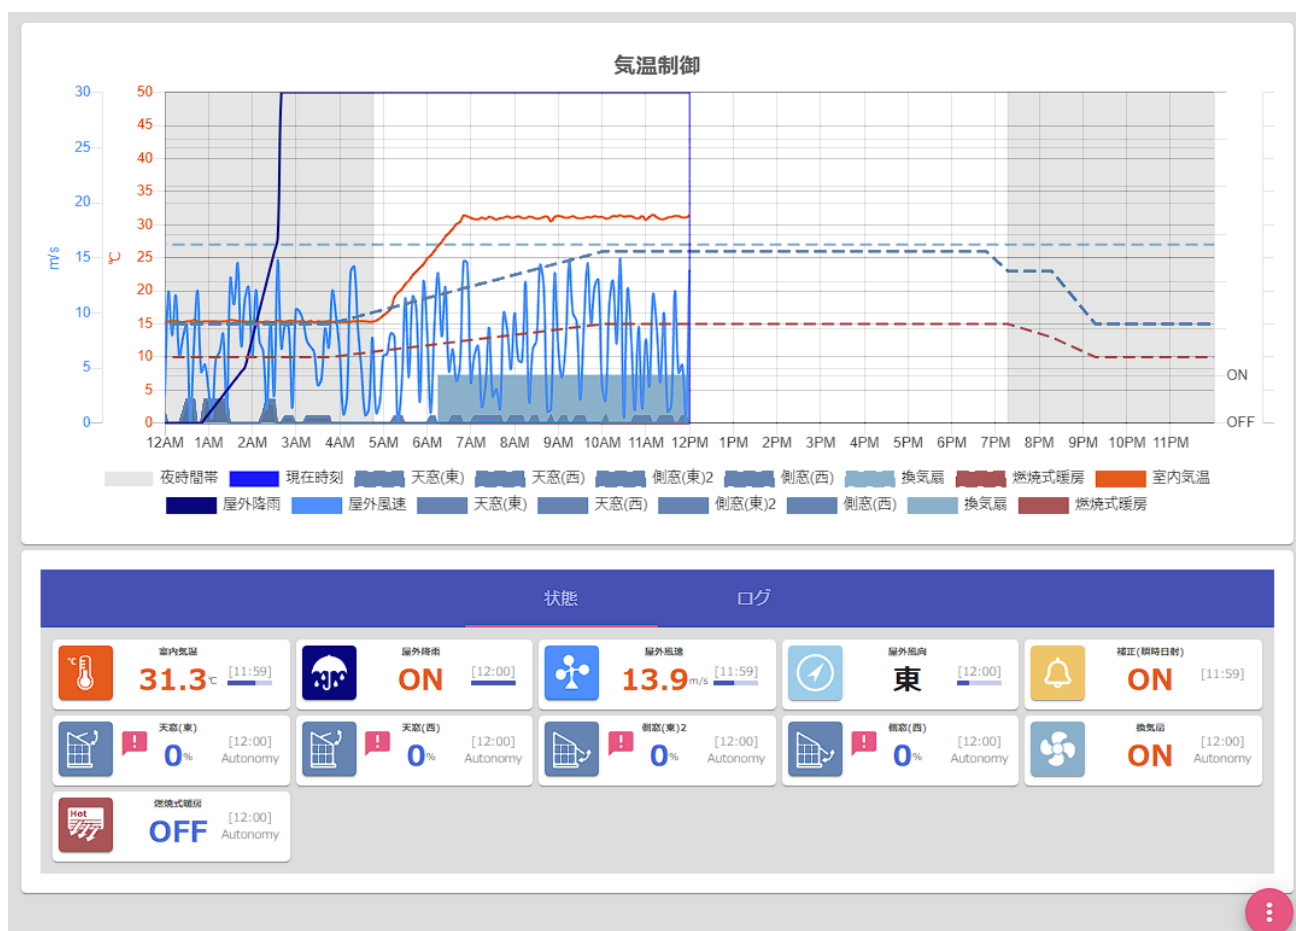 気温制御
30
25
20
15
10
5
0
m/s
50
45
40
35
30
25
20
15
10
5
0
℃
ON
OFF
12AM 1AM 2AM 3AM 4AM 5AM 6AM 7AM 8AM 9AM 10AM 11AM 12PM 1PM 2PM 3PM 4PM 5PM 6PM 7PM 8PM 9PM 10PM 11PM
夜時間帯 現在時刻 天窓(東) 天窓(西) 側窓(東)2 側窓(西) 換気扇 燃焼式暖房 室内気温
屋外降雨 屋外風速 天窓(東) 天窓(西) 側窓(東)2 側窓(西) 換気扇 燃焼式暖房
状態 ログ
℃
室内気温
31.3℃ [11:59]
屋外降雨
ON [12:00]
屋外風速
13.9m/s [11:59]
屋外風向
東 [12:00]
補正(瞬時日射)
ON [11:59]
天窓(東)
! 0% [12:00]
Autonomy
天窓(西)
! 0% [12:00]
Autonomy
側窓(東)2
! 0% [12:00]
Autonomy
側窓(西)
! 0% [12:00]
Autonomy
換気扇
ON [12:00]
Autonomy
Hot
燃焼式暖房
OFF [12:00]
Autonomy